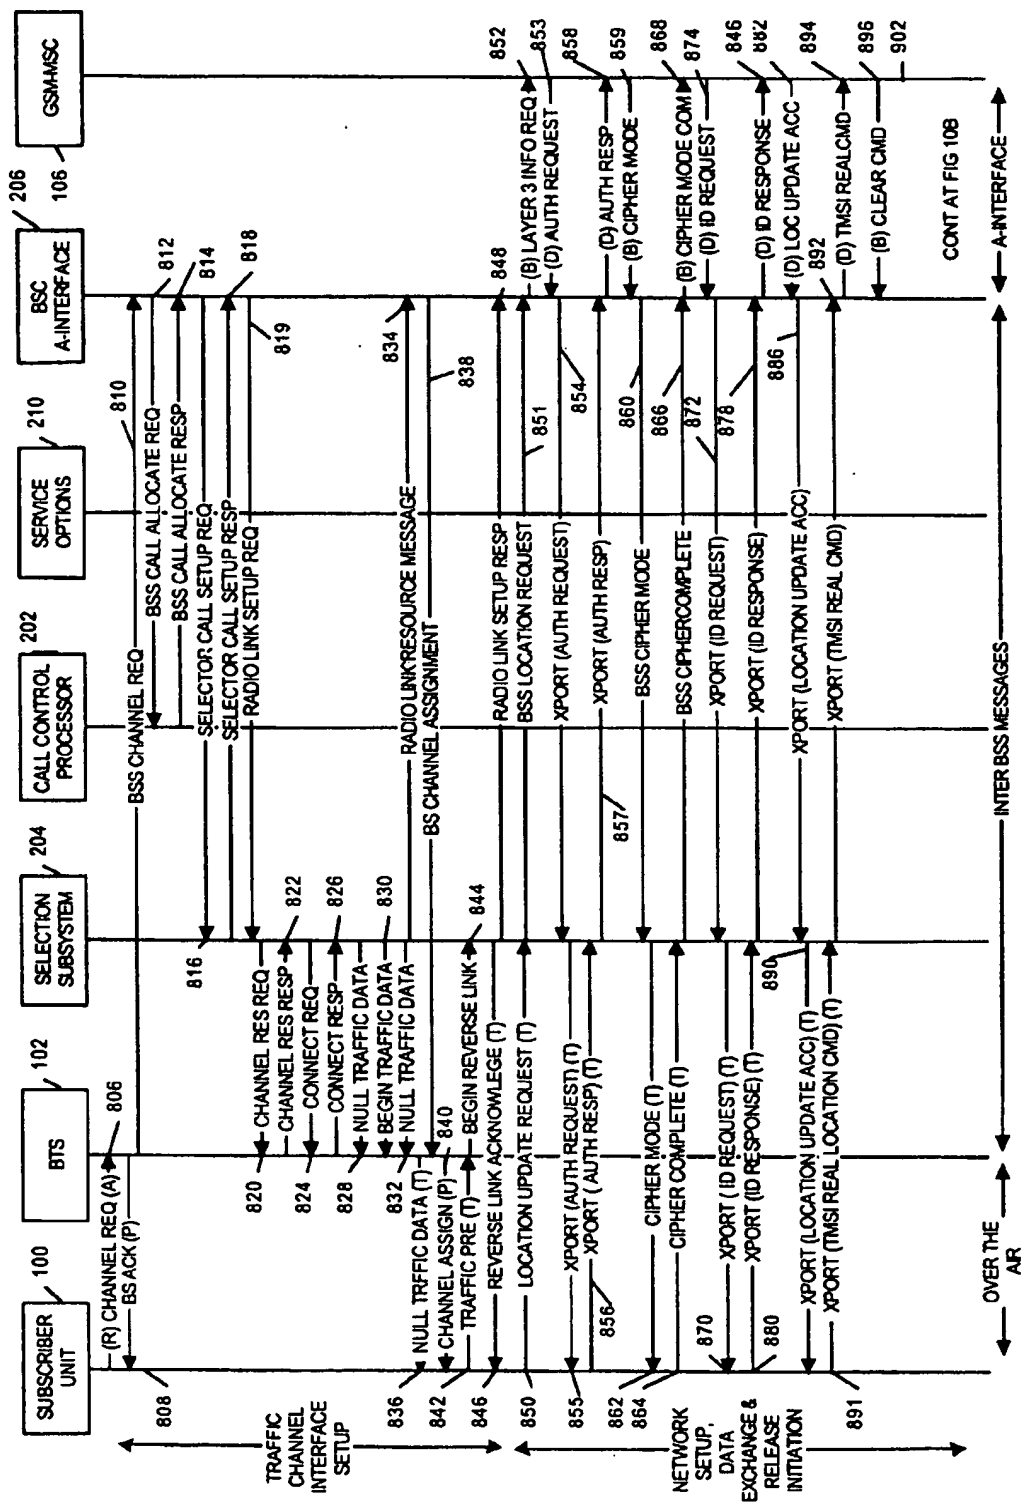 SUBSCRIBER
UNIT
100
BTS
102
SELECTION
SUBSYSTEM
204
CALL CONTROL
PROCESSOR
202
SERVICE
OPTIONS
210
BSC
A-INTERFACE
206
GSM-MSC
106
(R) CHANNEL REQ (A)
806
BS ACK (P)
808
BSS CHANNEL REQ
810
BSS CALL ALLOCATE REQ
812
BSS CALL ALLOCATE RESP
814
SELECTOR CALL SETUP REQ
816
SELECTOR CALL SETUP RESP
818
RADIO LINK SETUP REQ
819
CHANNEL RES REQ
820
CHANNEL RES RESP
822
CONNECT REQ
824
CONNECT RESP
826
NULL TRAFFIC DATA
828
BEGIN TRAFFIC DATA
830
NULL TRAFFIC DATA
832
RADIO LINK RESOURCE MESSAGE
834
NULL TRFFIC DATA (T)
836
BS CHANNEL ASSIGNMENT
838
CHANNEL ASSIGN (P)
840
TRAFFIC PRE (T)
842
BEGIN REVERSE LINK
844
REVERSE LINK ACKNOWLEGE (T)
846
RADIO LINK SETUP RESP
848
LOCATION UPDATE REQUEST (T)
850
BSS LOCATION REQUEST
851
(B) LAYER 3 INFO REQ
852
(D) AUTH REQUEST
853
XPORT (AUTH REQUEST)
854
XPORT (AUTH REQUEST) (T)
855
XPORT ( AUTH RESP) (T)
856
XPORT (AUTH RESP)
857
(D) AUTH RESP
858
(B) CIPHER MODE
859
BSS CIPHER MODE
860
CIPHER MODE (T)
862
CIPHER COMPLETE (T)
864
BSS CIPHERCOMPLETE
866
(B) CIPHER MODE COM
868
(D) ID REQUEST
874
XPORT (ID REQUEST)
872
XPORT ( ID REQUEST) (T)
870
XPORT (ID RESPONSE) (T)
880
XPORT (ID RESPONSE)
878
(D) ID RESPONSE
846
(D) LOC UPDATE ACC
882
XPORT (LOCATION UPDATE ACC)
886
XPORT (LOCATION UPDATE ACC) (T)
890
XPORT (TMSI REAL LOCATION CMD) (T)
891
XPORT (TMSI REAL CMD)
892
(D) TMSI REALCMD
894
(B) CLEAR CMD
896
902
CONT AT FIG 10B
TRAFFIC
CHANNEL
INTERFACE
SETUP
NETWORK
SETUP,
DATA
EXCHANGE &
RELEASE
INITIATION
OVER THE
AIR
INTER BSS MESSAGES
A-INTERFACE